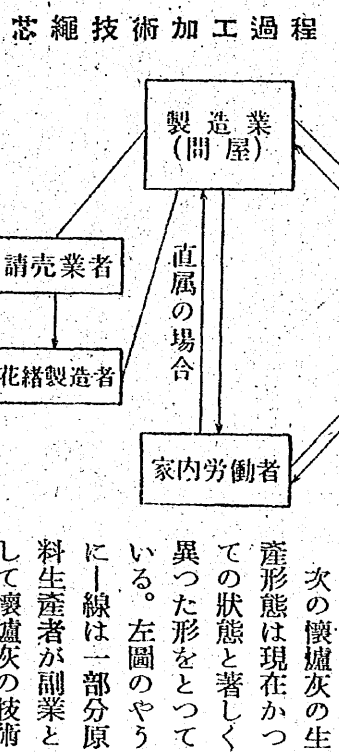 芯繩技術加工過程
製造業
(問屋)
請売業者
花緒製造者
直属の場合
家内労働者
次の懷爐灰の生
産形態は現在かつ
ての狀態と著しく
異つた形をとつて
いる。左圖のやう
に―線は一部分原
料生産者が副業と
して懷爐灰の技術